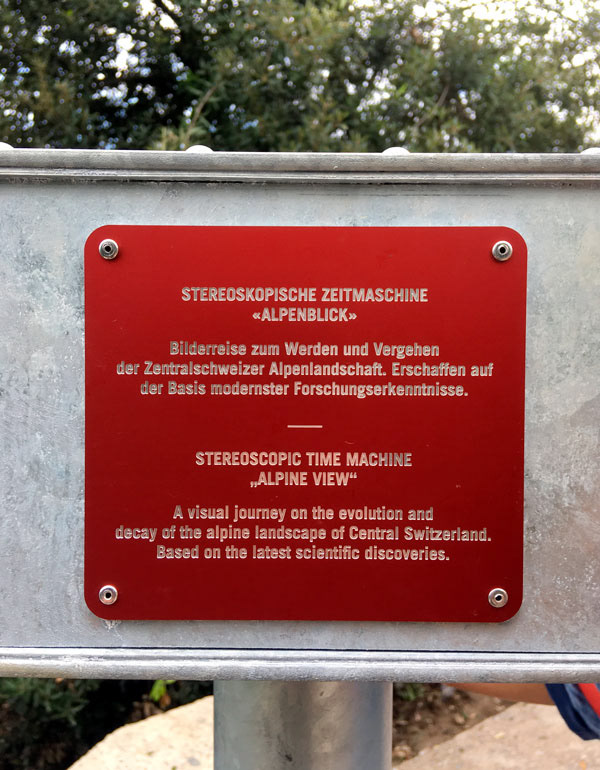 STEREOSKOPISCHE ZEITMASCHINE
«ALPENBLICK»
Bilderreise zum Werden und Vergehen
der Zentralschweizer Alpenlandschaft. Erschaffen auf
der Basis modernster Forschungserkenntnisse.
STEREOSCOPIC TIME MACHINE
„ALPINE VIEW“
A visual journey on the evolution and
decay of the alpine landscape of Central Switzerland.
Based on the latest scientific discoveries.